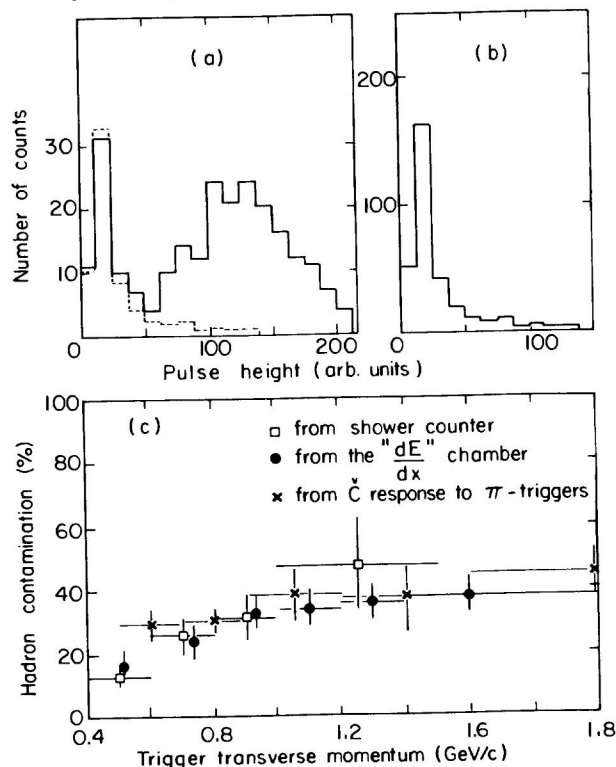 (a)
(b)
Number of counts
30
20
10
0
0
100
200
200
100
0
100
Pulse height (arb. units)
(c)
□ from shower counter
● from the "dE/dx" chamber
× from Č response to π-triggers
Hadron contamination (%)
100
80
60
40
20
0
0.4
0.8
1.2
1.6
1.8
Trigger transverse momentum (GeV/c)